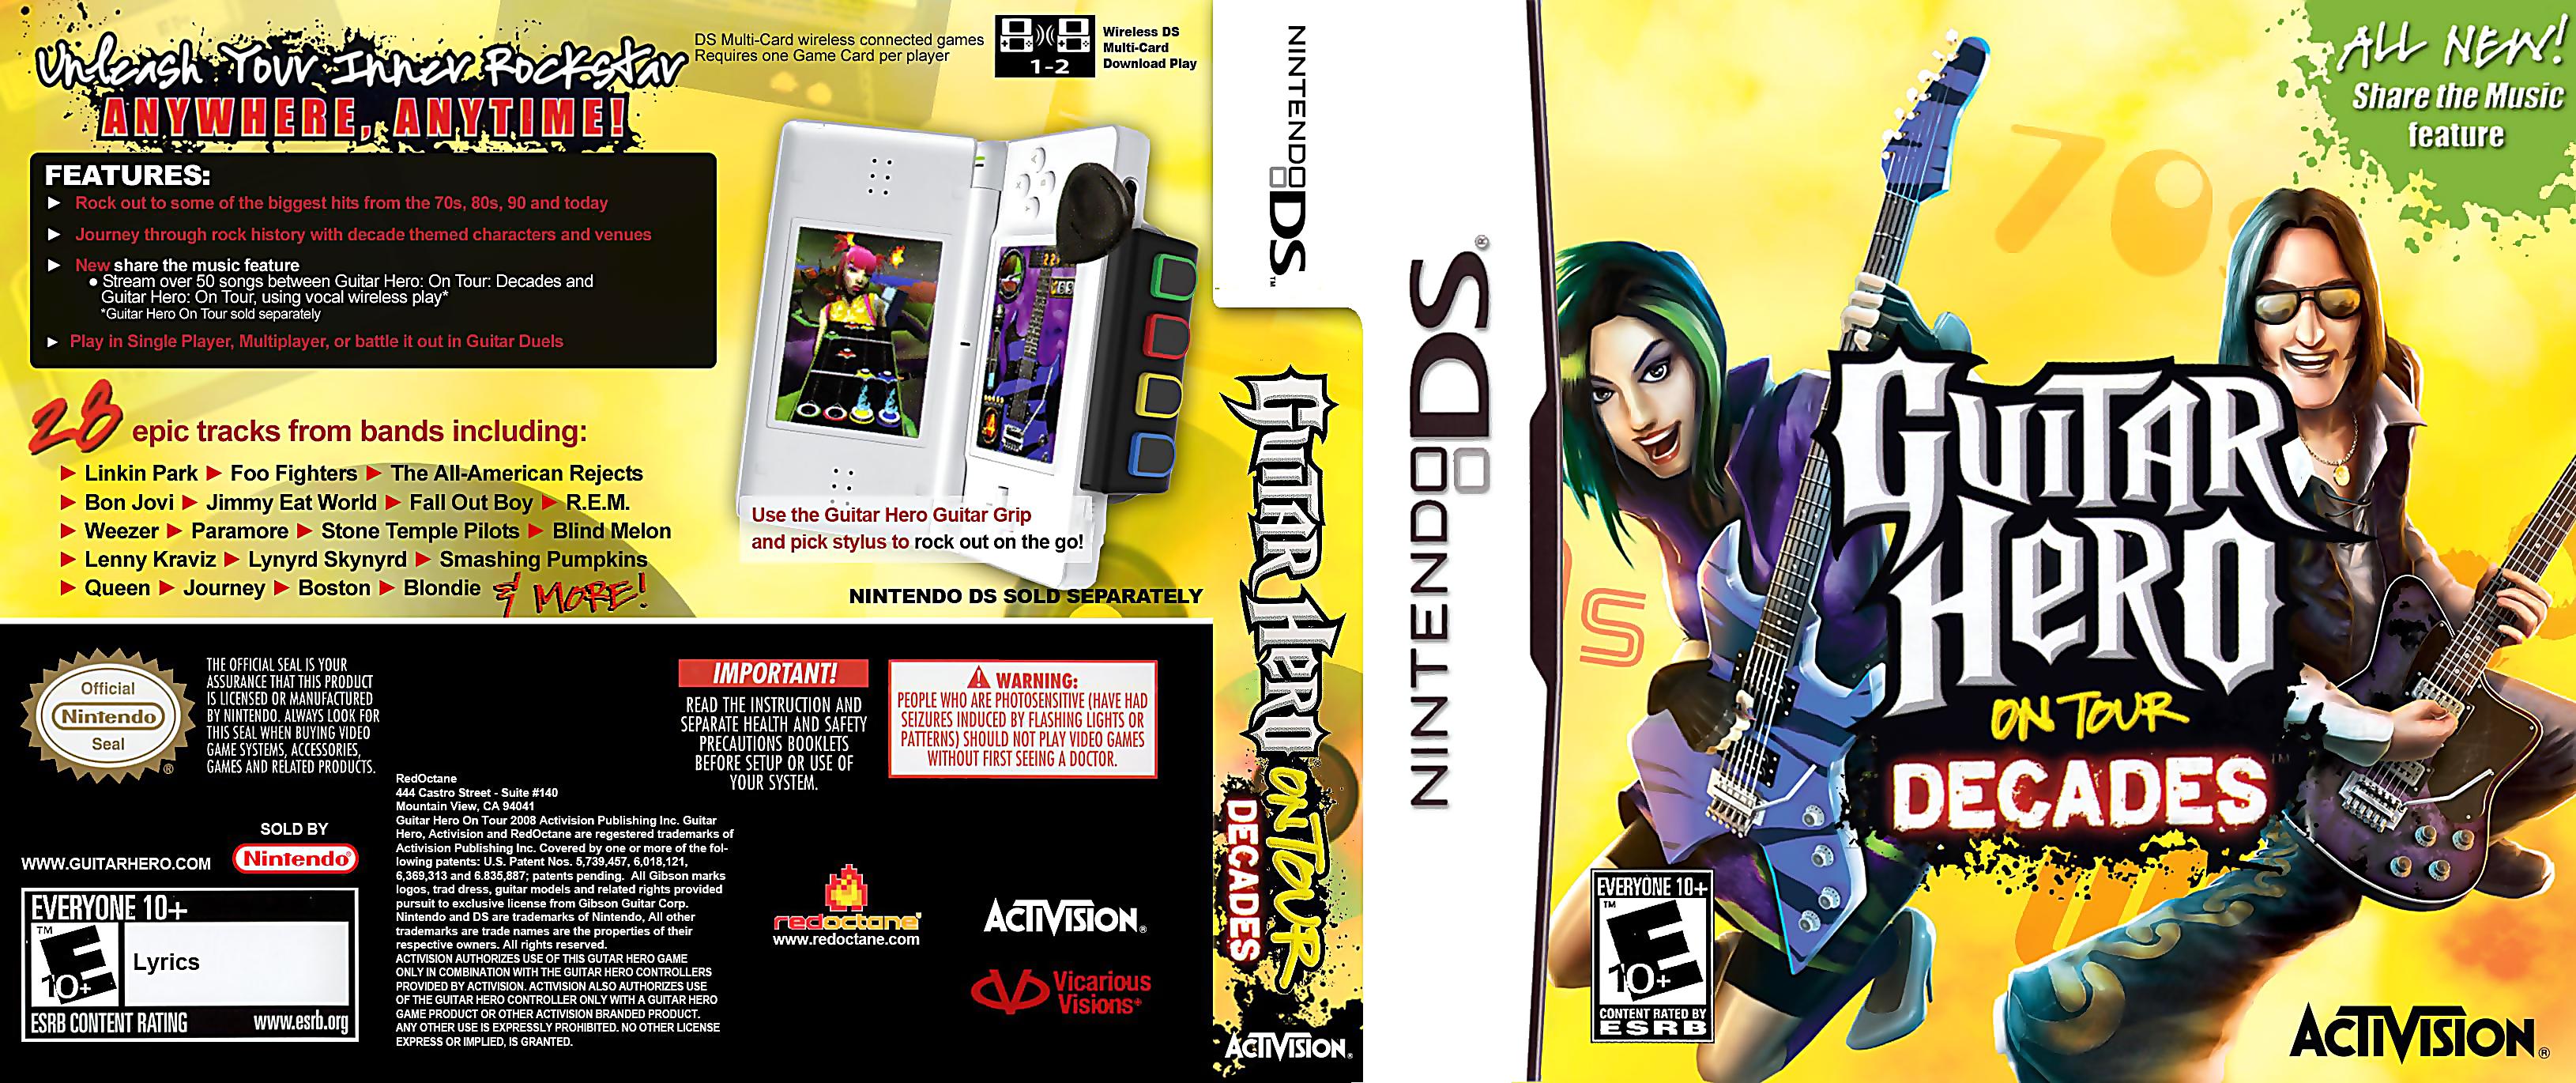 Unleash Your Inner Rockstar
ANYWHERE, ANYTIME!
DS Multi-Card wireless connected games
Requires one Game Card per player
1-2
Wireless DS
Multi-Card
Download Play
FEATURES:
► Rock out to some of the biggest hits from the 70s, 80s, 90 and today
► Journey through rock history with decade themed characters and venues
► New share the music feature
● Stream over 50 songs between Guitar Hero: On Tour: Decades and
Guitar Hero: On Tour, using vocal wireless play*
*Guitar Hero On Tour sold separately
► Play in Single Player, Multiplayer, or battle it out in Guitar Duels
28 epic tracks from bands including:
► Linkin Park ► Foo Fighters ► The All-American Rejects
► Bon Jovi ► Jimmy Eat World ► Fall Out Boy ► R.E.M.
► Weezer ► Paramore ► Stone Temple Pilots ► Blind Melon
► Lenny Kraviz ► Lynyrd Skynyrd ► Smashing Pumpkins
► Queen ► Journey ► Boston ► Blondie & MORE!
Use the Guitar Hero Guitar Grip
and pick stylus to rock out on the go!
NINTENDO DS SOLD SEPARATELY
Official
Nintendo
Seal
®
THE OFFICIAL SEAL IS YOUR
ASSURANCE THAT THIS PRODUCT
IS LICENSED OR MANUFACTURED
BY NINTENDO. ALWAYS LOOK FOR
THIS SEAL WHEN BUYING VIDEO
GAME SYSTEMS, ACCESSORIES,
GAMES AND RELATED PRODUCTS.
IMPORTANT!
READ THE INSTRUCTION AND
SEPARATE HEALTH AND SAFETY
PRECAUTIONS BOOKLETS
BEFORE SETUP OR USE OF
YOUR SYSTEM.
WARNING:
PEOPLE WHO ARE PHOTOSENSITIVE (HAVE HAD
SEIZURES INDUCED BY FLASHING LIGHTS OR
PATTERNS) SHOULD NOT PLAY VIDEO GAMES
WITHOUT FIRST SEEING A DOCTOR.
SOLD BY
WWW.GUITARHERO.COM
Nintendo®
EVERYONE 10+
™
E
10+
Lyrics
ESRB CONTENT RATING www.esrb.org
RedOctane
444 Castro Street - Suite #140
Mountain View, CA 94041
Guitar Hero On Tour 2008 Activision Publishing Inc. Guitar
Hero, Activision and RedOctane are regestered trademarks of
Activision Publishing Inc. Covered by one or more of the fol-
lowing patents: U.S. Patent Nos. 5,739,457, 6,018,121,
6,369,313 and 6.835,887; patents pending. All Gibson marks
logos, trad dress, guitar models and related rights provided
pursuit to exclusive license from Gibson Guitar Corp.
Nintendo and DS are trademarks of Nintendo, All other
trademarks are trade names are the properties of their
respective owners. All rights reserved.
ACTIVISION AUTHORIZES USE OF THIS GUTAR HERO GAME
ONLY IN COMBINATION WITH THE GUITAR HERO CONTROLLERS
PROVIDED BY ACTIVISION. ACTIVISION ALSO AUTHORIZES USE
OF THE GUITAR HERO CONTROLLER ONLY WITH A GUITAR HERO
GAME PRODUCT OR OTHER ACTIVISION BRANDED PRODUCT.
ANY OTHER USE IS EXPRESSLY PROHIBITED. NO OTHER LICENSE
EXPRESS OR IMPLIED, IS GRANTED.
redoctane
www.redoctane.com
ACTIVISION®
Vicarious
Visions+
NINTENDO DS™
GUITAR HERO ON TOUR
DECADES
ACTIVISION®
NINTENDO DS®
ALL NEW!
Share the Music
feature
70s
s
GUITAR
HERO
ON TOUR
DECADES
EVERYONE 10+
™
E
10+
CONTENT RATED BY
ESRB
ACTIVISION®